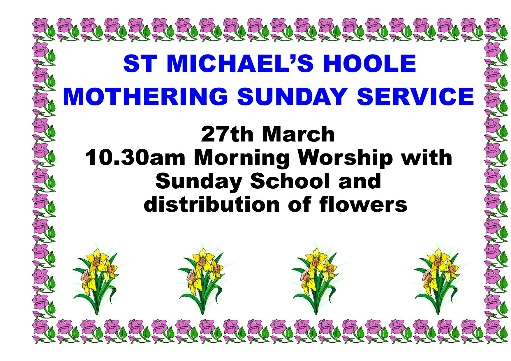 ST MICHAEL'S HOOLE
MOTHERING SUNDAY SERVICE
27th March
10.30am Morning Worship with
Sunday School and
distribution of flowers